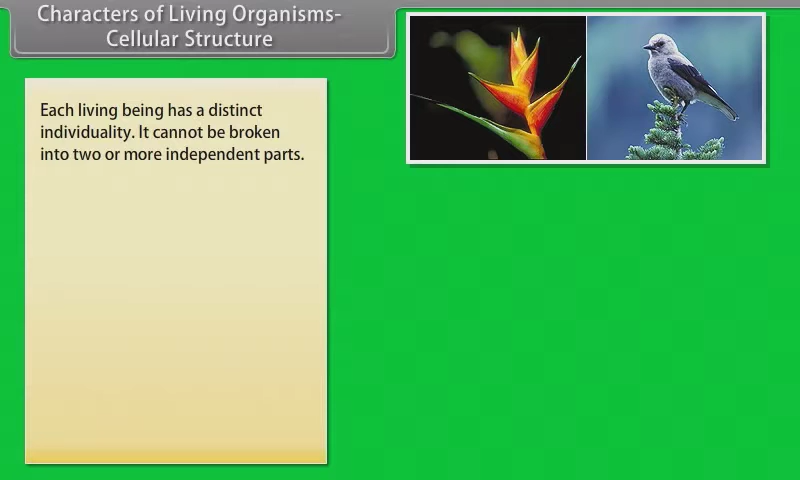 Characters of Living Organisms-
Cellular Structure
Each living being has a distinct
individuality. It cannot be broken
into two or more independent parts.